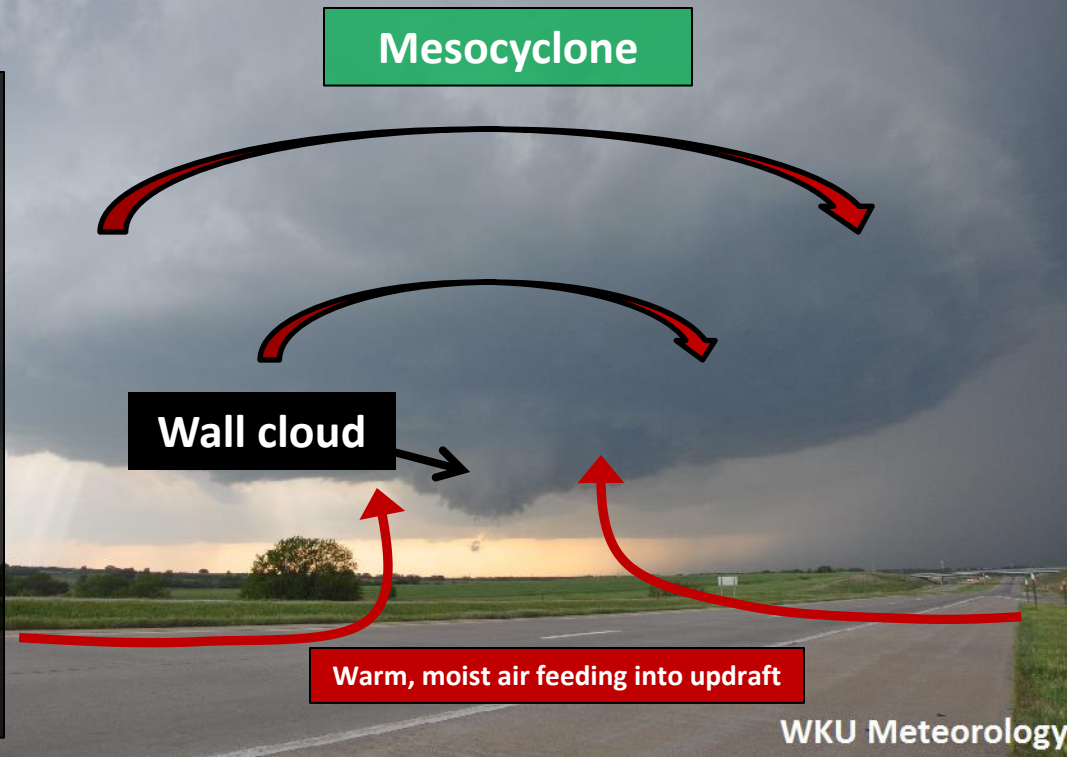 Mesocyclone
Wall cloud
Warm, moist air feeding into updraft
WKU Meteorology